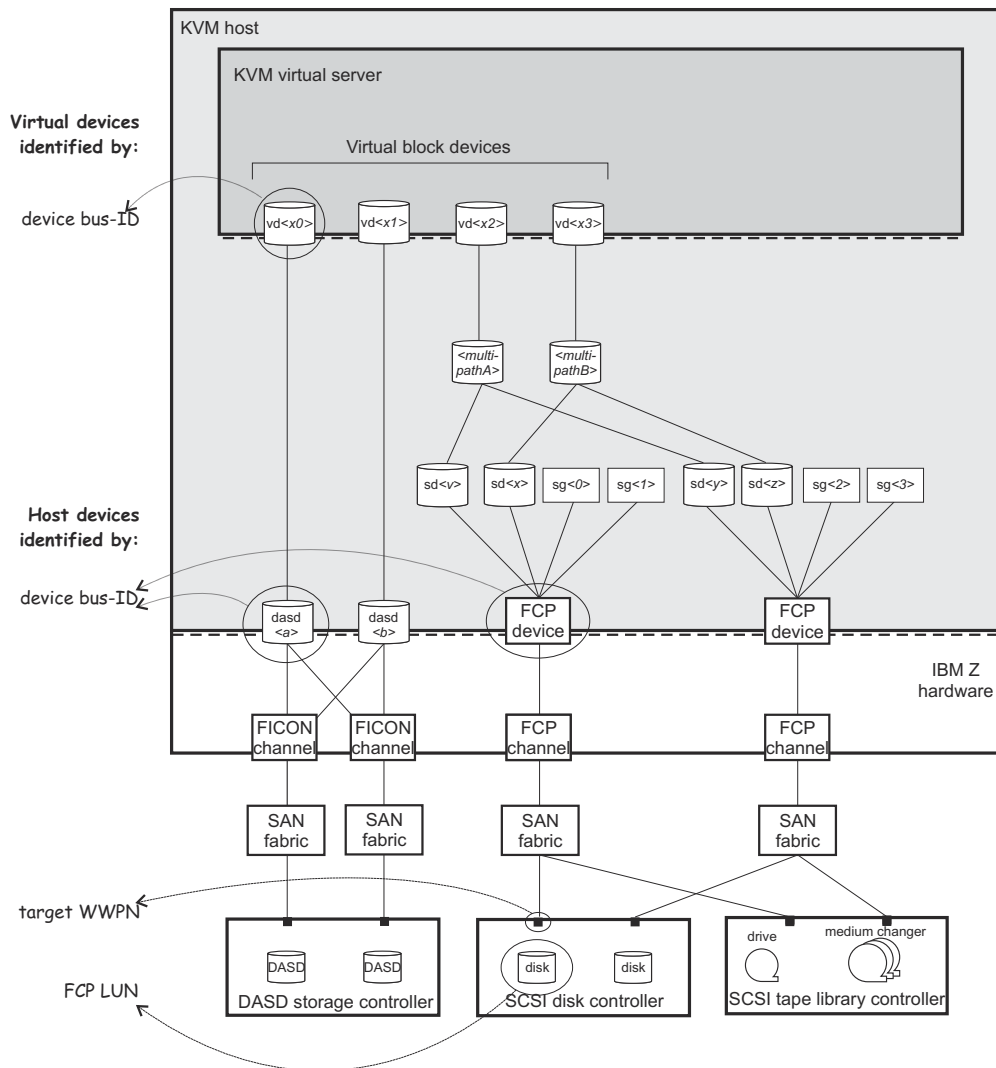 KVM host
KVM virtual server
Virtual devices
identified by:
Virtual block devices
device bus-ID
vd<x0>
vd<x1>
vd<x2>
vd<x3>
<multi-
pathA>
<multi-
pathB>
sd<v>
sd<x>
sg<0>
sg<1>
sd<y>
sd<z>
sg<2>
sg<3>
Host devices
identified by:
device bus-ID
dasd
<a>
dasd
<b>
FCP
device
FCP
device
IBM Z
hardware
FICON
channel
FICON
channel
FCP
channel
FCP
channel
SAN
fabric
SAN
fabric
SAN
fabric
SAN
fabric
target WWPN
drive
medium changer
DASD
DASD
disk
disk
FCP LUN
DASD storage controller
SCSI disk controller
SCSI tape library controller